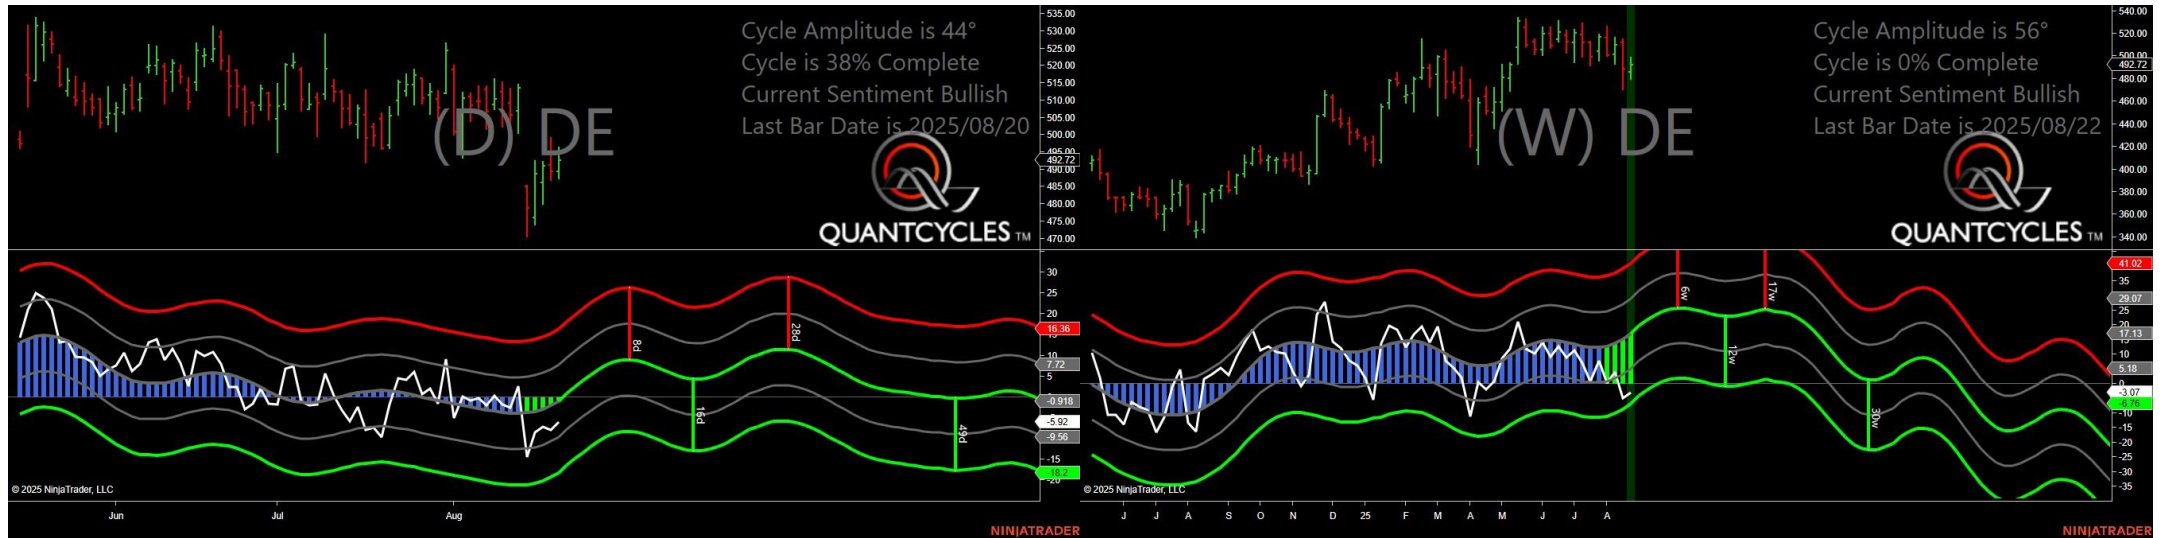 Cycle Amplitude is 44°
Cycle is 38% Complete
Current Sentiment Bullish
Last Bar Date is 2025/08/20
(D) DE
QUANTCYCLES TM
535.00
530.00
525.00
520.00
515.00
510.00
505.00
500.00
495.00
492.72
490.00
485.00
480.00
475.00
470.00
30
25
20
16.36
10
7.72
5
-0.918
-5.92
-9.56
-15
-18.2
-20
8d
16d
28d
49d
© 2025 NinjaTrader, LLC
Jun
Jul
Aug
NINJATRADER
Cycle Amplitude is 56°
Cycle is 0% Complete
Current Sentiment Bullish
Last Bar Date is 2025/08/22
(W) DE
QUANTCYCLES TM
540.00
520.00
500.00
492.72
480.00
460.00
440.00
420.00
400.00
380.00
360.00
340.00
41.02
35
29.07
25
20
17.13
15
10
5.18
0
-3.07
-6.76
-10
-15
-20
-25
-30
-35
6w
12w
17w
30w
© 2025 NinjaTrader, LLC
J J A S O N D 25 F M A M J J A
NINJATRADER